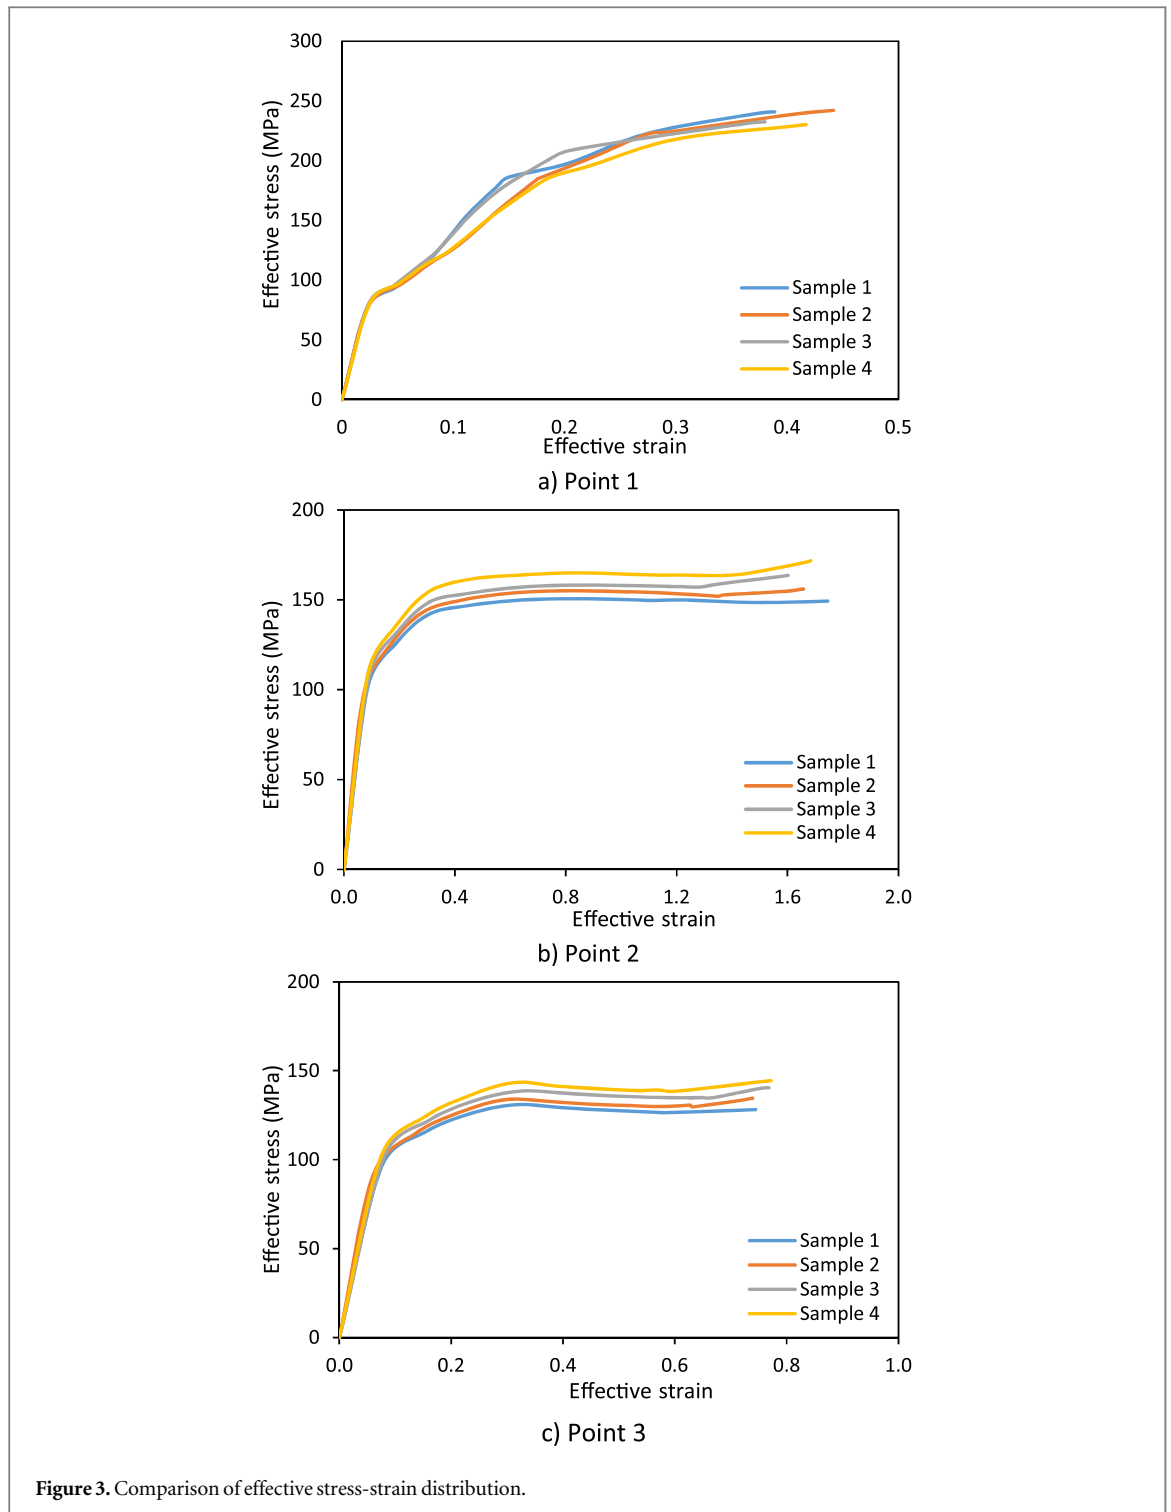 300
250
200
150
100
50
0
Effective stress (MPa)
Sample 1
Sample 2
Sample 3
Sample 4
0 0.1 0.2 0.3 0.4 0.5
Effective strain
a) Point 1
200
150
100
50
0
Effective stress (MPa)
Sample 1
Sample 2
Sample 3
Sample 4
0.0 0.4 0.8 1.2 1.6 2.0
Effective strain
b) Point 2
200
150
100
50
0
Effective stress (MPa)
Sample 1
Sample 2
Sample 3
Sample 4
0.0 0.2 0.4 0.6 0.8 1.0
Effective strain
c) Point 3
Figure 3. Comparison of effective stress-strain distribution.